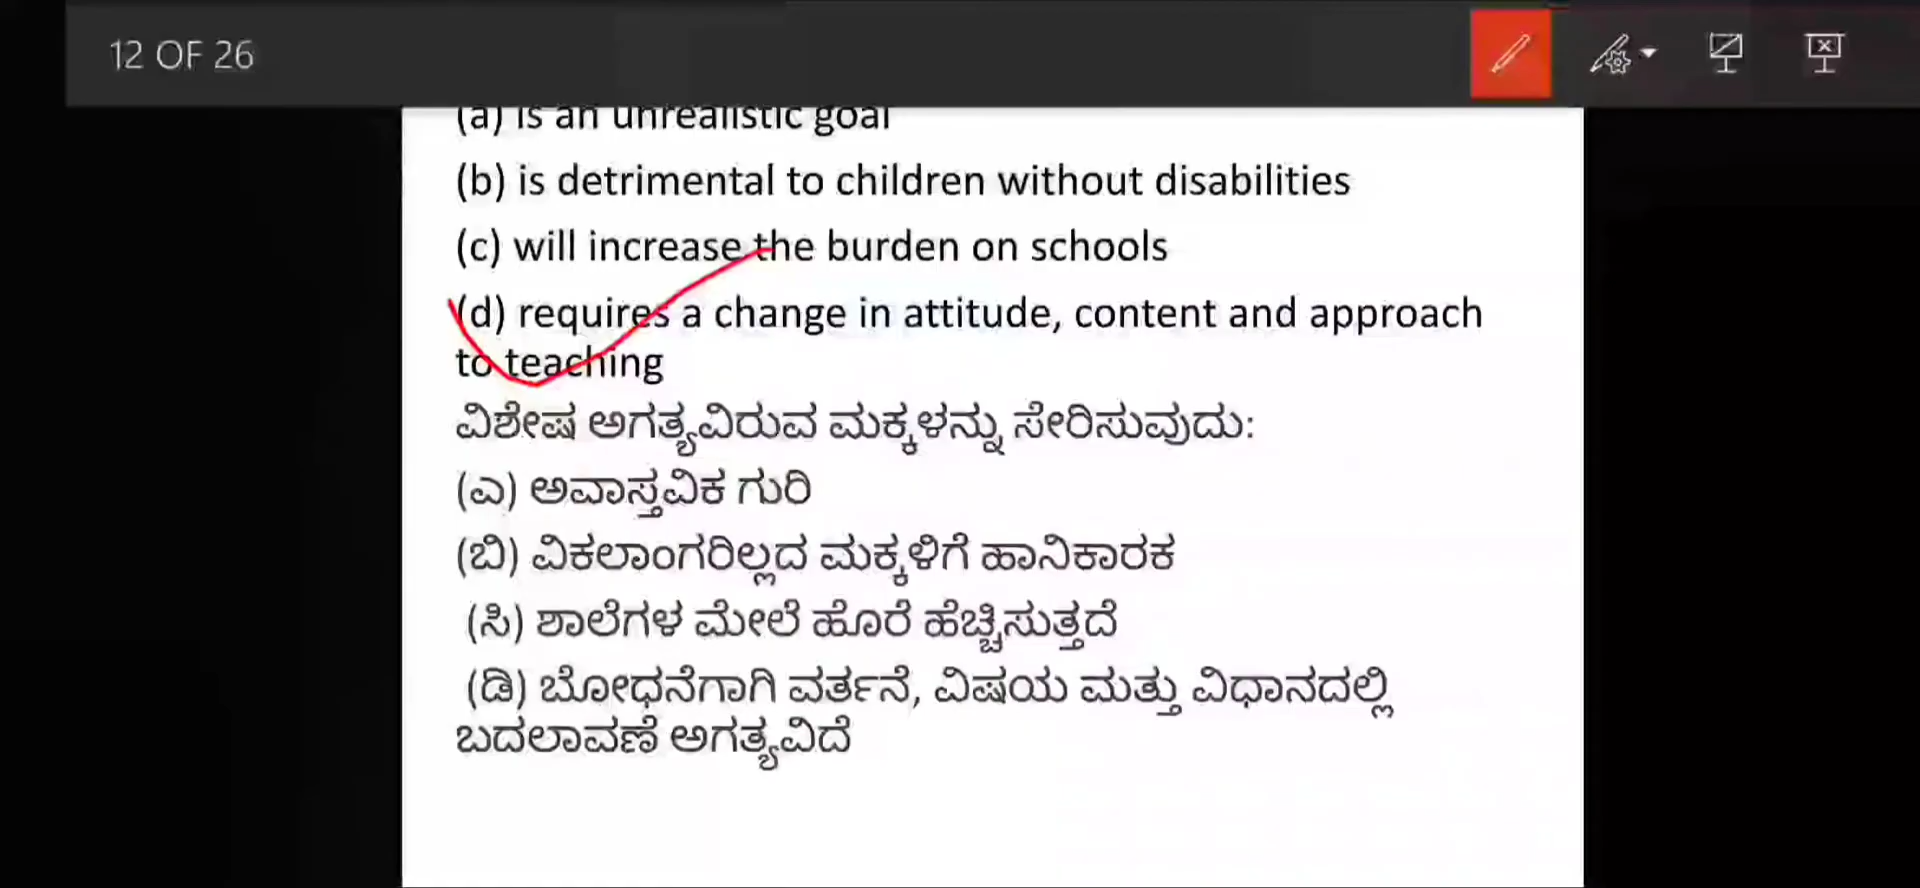 12 OF 26
(a) is an unrealistic goal
(b) is detrimental to children without disabilities
(c) will increase the burden on schools
(d) requires a change in attitude, content and approach
to teaching
ವಿಶೇಷ ಅಗತ್ಯವಿರುವ ಮಕ್ಕಳನ್ನು ಸೇರಿಸುವುದು:
(ಎ) ಅವಾಸ್ತವಿಕ ಗುರಿ
(ಬಿ) ವಿಕಲಾಂಗರಿಲ್ಲದ ಮಕ್ಕಳಿಗೆ ಹಾನಿಕಾರಕ
(ಸಿ) ಶಾಲೆಗಳ ಮೇಲೆ ಹೊರೆ ಹೆಚ್ಚಿಸುತ್ತದೆ
(ಡಿ) ಬೋಧನೆಗಾಗಿ ವರ್ತನೆ, ವಿಷಯ ಮತ್ತು ವಿಧಾನದಲ್ಲಿ
ಬದಲಾವಣೆ ಅಗತ್ಯವಿದೆ